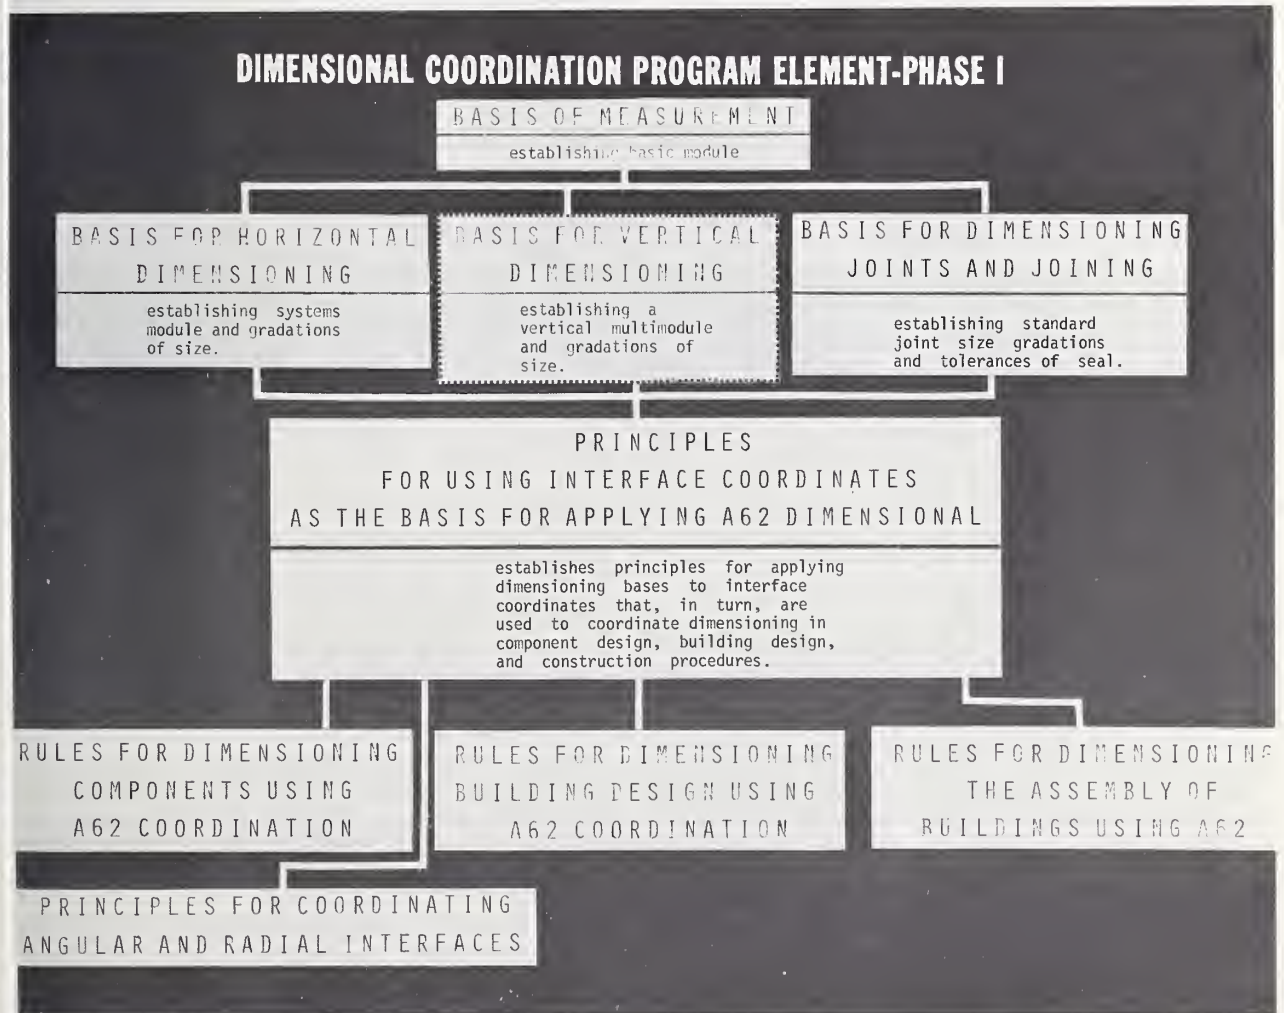 DIMENSIONAL COORDINATION PROGRAM ELEMENT-PHASE I
BASIS OF MEASUREMENT
establishing basic module
BASIS FOR HORIZONTAL
DIMENSIONING
establishing systems
module and gradations
of size.
BASIS FOR VERTICAL
DIMENSIONING
establishing a
vertical multimodule
and gradations of
size.
BASIS FOR DIMENSIONING
JOINTS AND JOINING
establishing standard
joint size gradations
and tolerances of seal.
PRINCIPLES
FOR USING INTERFACE COORDINATES
AS THE BASIS FOR APPLYING A62 DIMENSIONAL
establishes principles for applying
dimensioning bases to interface
coordinates that, in turn, are
used to coordinate dimensioning in
component design, building design,
and construction procedures.
RULES FOR DIMENSIONING
COMPONENTS USING
A62 COORDINATION
RULES FOR DIMENSIONING
BUILDING DESIGN USING
A62 COORDINATION
RULES FOR DIMENSIONING
THE ASSEMBLY OF
BUILDINGS USING A62
PRINCIPLES FOR COORDINATING
ANGULAR AND RADIAL INTERFACES